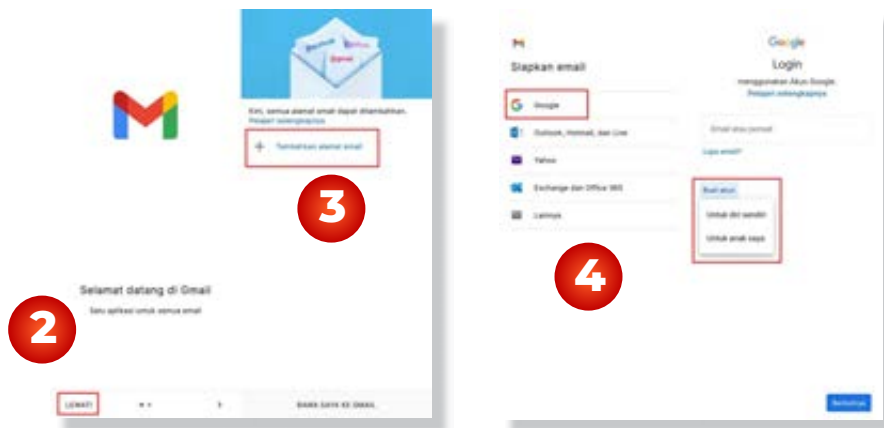 Kini, semua alamat email dapat ditambahkan.
Pelajari selengkapnya
+ Tambahkan alamat email
3
Selamat datang di Gmail
Satu aplikasi untuk semua email
2
LEWATI
BAWA SAYA KE GMAIL
Siapkan email
Google
Outlook, Hotmail, dan Live
Yahoo
Exchange dan Office 365
Lainnya
4
Google
Login
menggunakan Akun Google.
Pelajari selengkapnya
Email atau ponsel
Lupa email?
Buat akun
Untuk diri sendiri
Untuk anak saya
Berikutnya